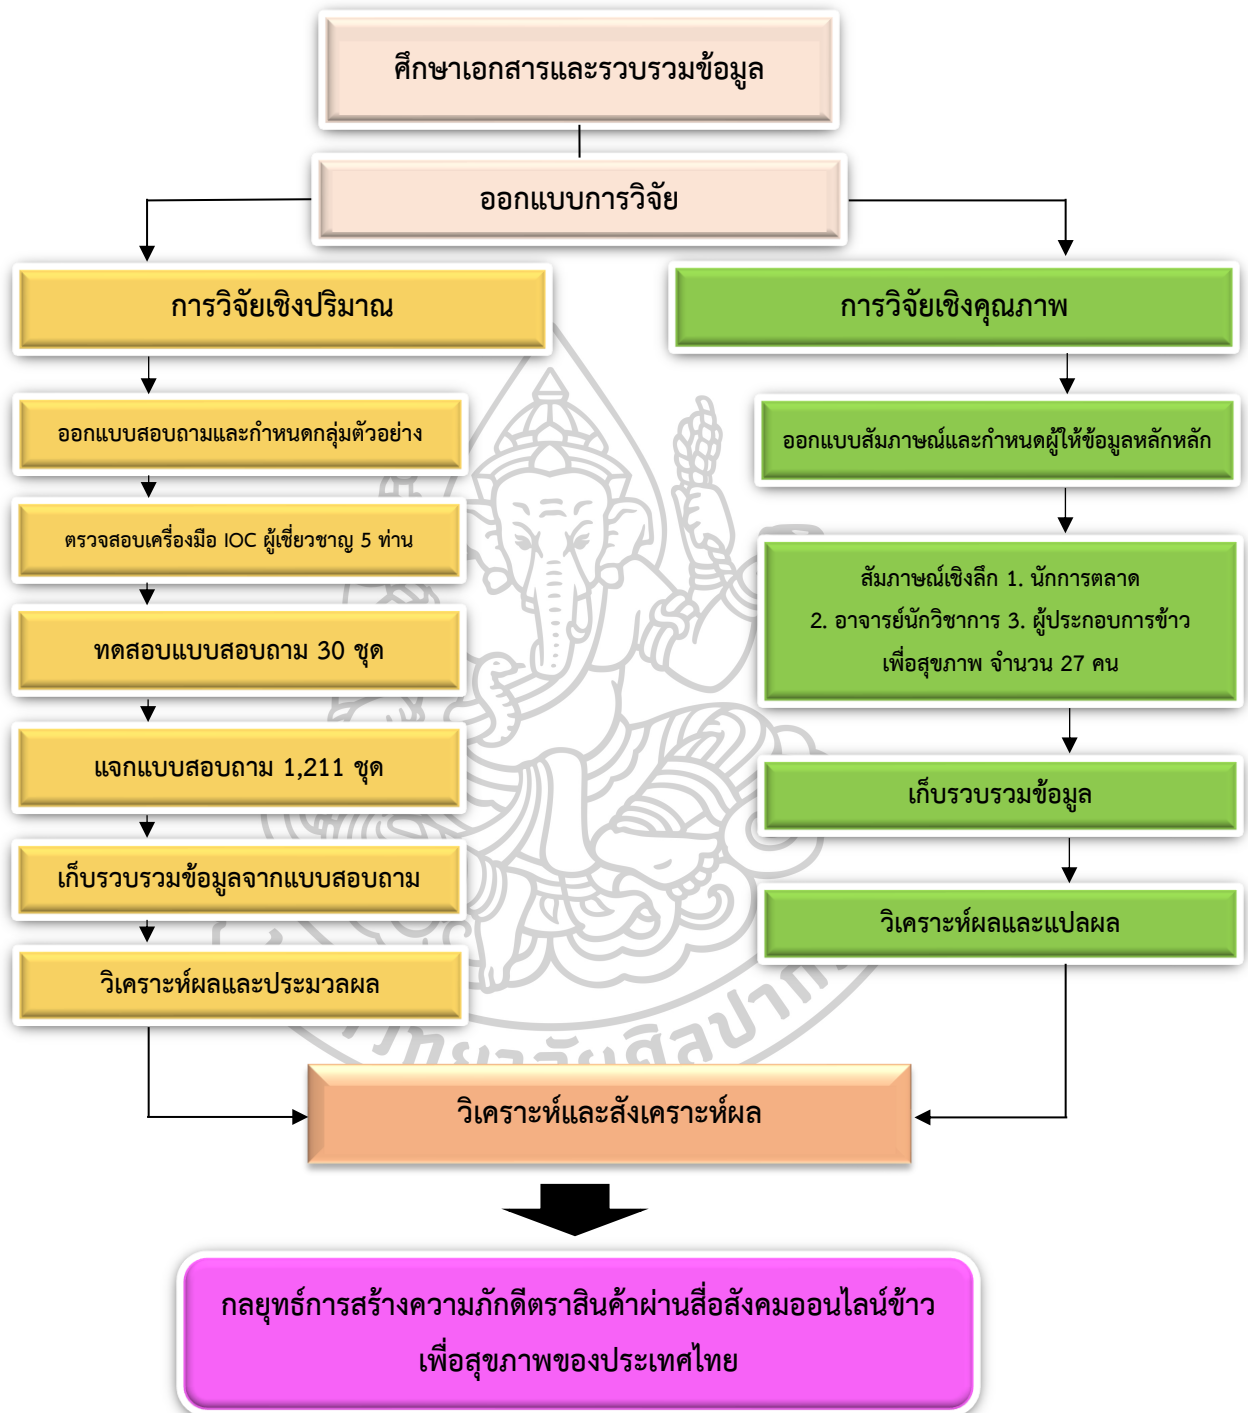 ศึกษาเอกสารและรวบรวมข้อมูล
ออกแบบการวิจัย
การวิจัยเชิงปริมาณ
ออกแบบสอบถามและกำหนดกลุ่มตัวอย่าง
ตรวจสอบเครื่องมือ IOC ผู้เชี่ยวชาญ 5 ท่าน
ทดสอบแบบสอบถาม 30 ชุด
แจกแบบสอบถาม 1,211 ชุด
เก็บรวบรวมข้อมูลจากแบบสอบถาม
วิเคราะห์ผลและประมวลผล
การวิจัยเชิงคุณภาพ
ออกแบบสัมภาษณ์และกำหนดผู้ให้ข้อมูลหลักหลัก
สัมภาษณ์เชิงลึก 1. นักการตลาด
2. อาจารย์นักวิชาการ 3. ผู้ประกอบการข้าว
เพื่อสุขภาพ จำนวน 27 คน
เก็บรวบรวมข้อมูล
วิเคราะห์ผลและแปลผล
วิเคราะห์และสังเคราะห์ผล
กลยุทธ์การสร้างความภักดีตราสินค้าผ่านสื่อสังคมออนไลน์ข้าว
เพื่อสุขภาพของประเทศไทย